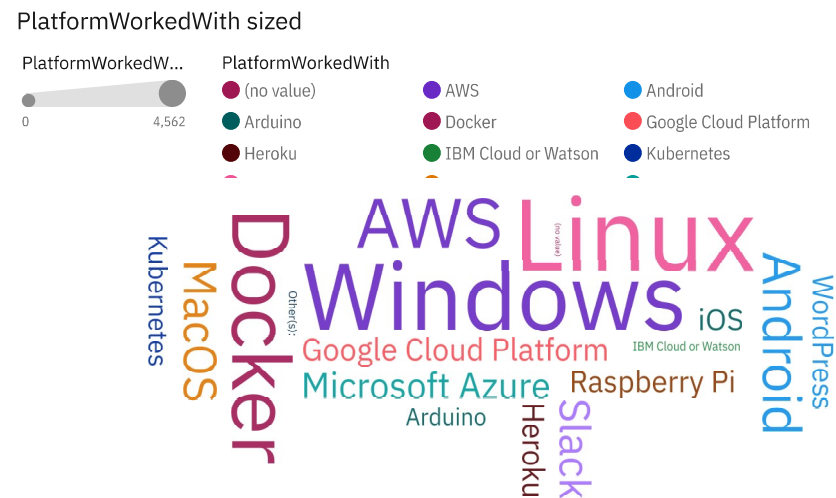 PlatformWorkedWith sized
PlatformWorkedW... PlatformWorkedWith
(no value) AWS Android
0 4,562 Arduino Docker Google Cloud Platform
Heroku IBM Cloud or Watson Kubernetes
AWS Linux
(no value)
Kubernetes
MacOS
Docker
Other(s):
Windows
iOS
Android
WordPress
Google Cloud Platform
IBM Cloud or Watson
Microsoft Azure
Raspberry Pi
Arduino
Heroku
Slack